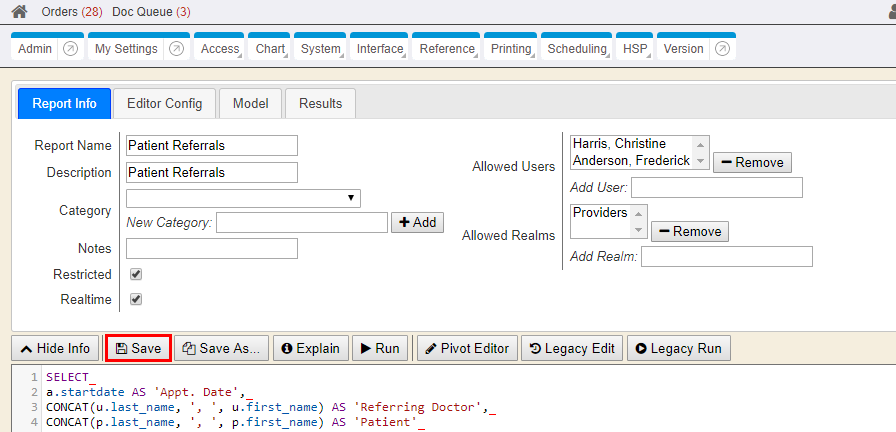 Orders (28) Doc Queue (3)
Admin My Settings Access Chart System Interface Reference Printing Scheduling HSP Version
Report Info Editor Config Model Results
Report Name Patient Referrals
Description Patient Referrals
Category
New Category: Add
Notes
Restricted
Realtime
Allowed Users Harris, Christine
Anderson, Frederick Remove
Add User:
Allowed Realms Providers Remove
Add Realm:
Hide Info Save Save As... Explain Run Pivot Editor Legacy Edit Legacy Run
1 SELECT_
2 a.startdate AS 'Appt. Date',_
3 CONCAT(u.last_name, ', ', u.first_name) AS 'Referring Doctor',_
4 CONCAT(p.last_name, ', ', p.first_name) AS 'Patient'_